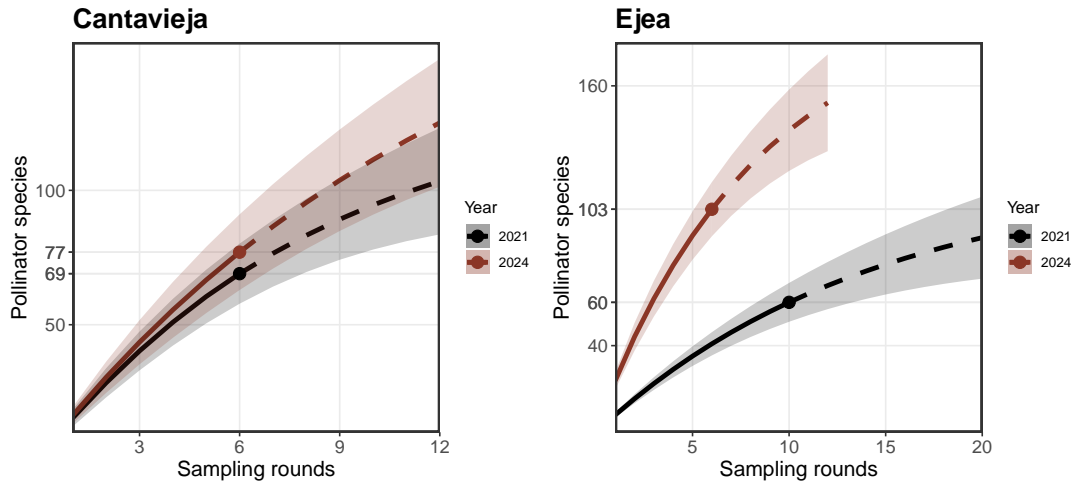 Cantavieja
Pollinator species
100
77
69
50
3
6
9
12
Sampling rounds
Year
2021
2024
Ejea
Pollinator species
160
103
60
40
5
10
15
20
Sampling rounds
Year
2021
2024